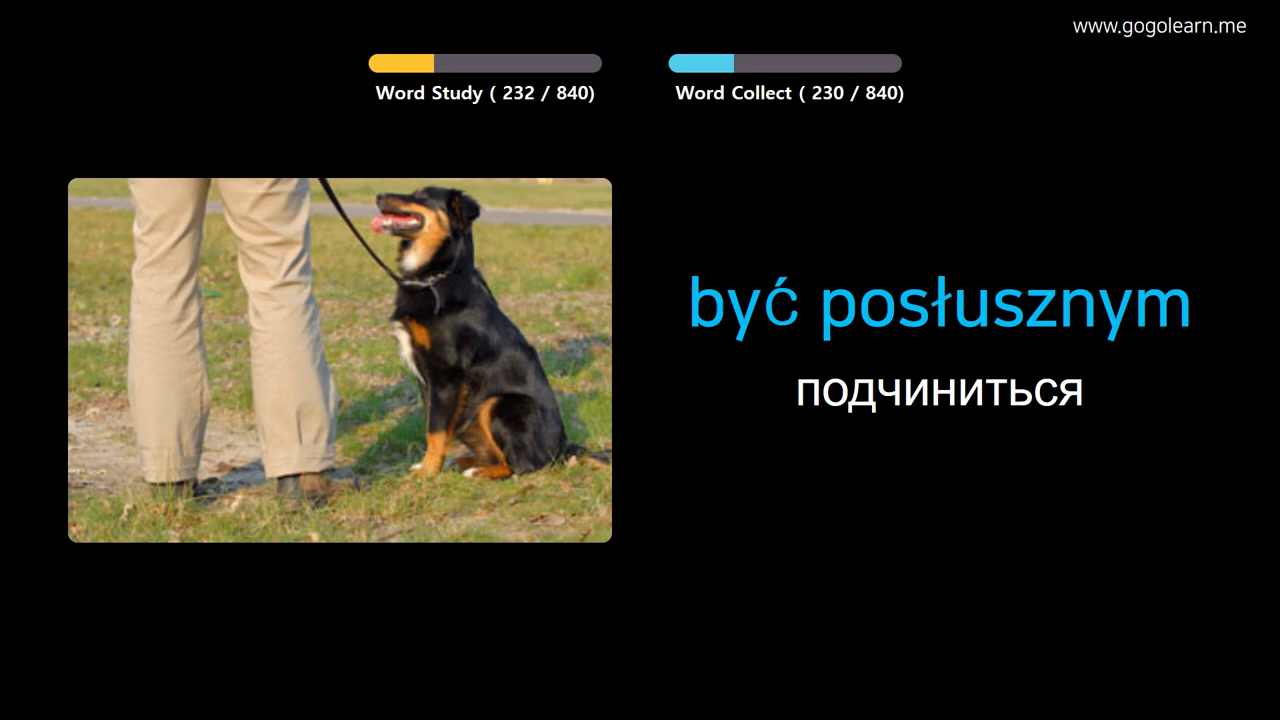 www.gogolearn.me
Word Study ( 232 / 840)
Word Collect ( 230 / 840)
być posłusznym
подчиниться